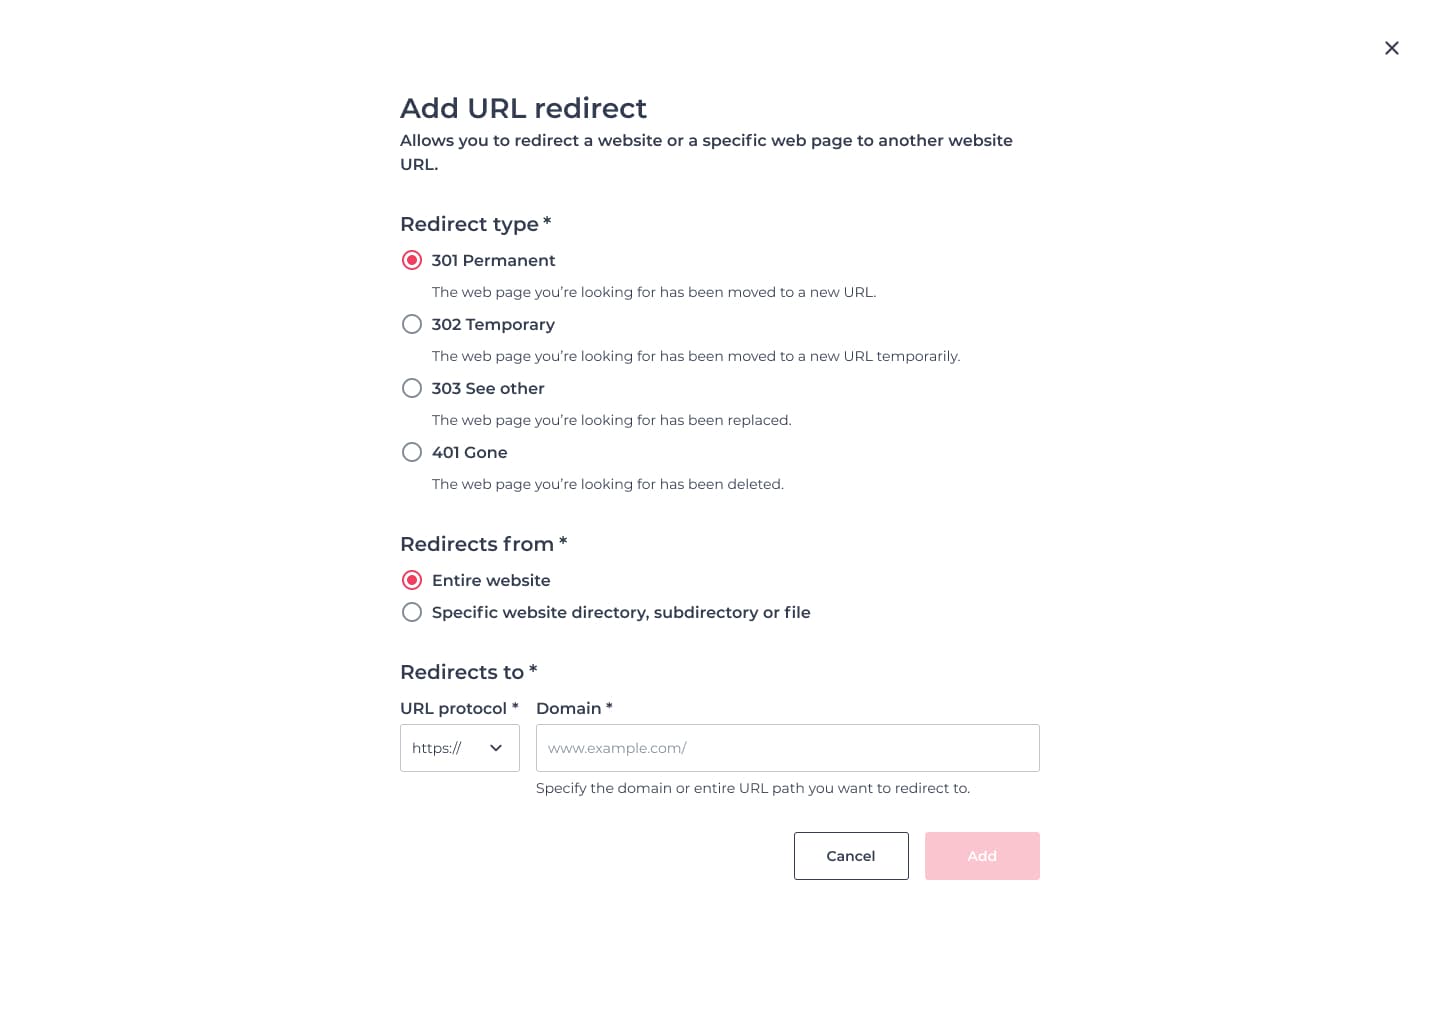 Add URL redirect
Allows you to redirect a website or a specific web page to another website
URL.
Redirect type *
301 Permanent
The web page you’re looking for has been moved to a new URL.
302 Temporary
The web page you’re looking for has been moved to a new URL temporarily.
303 See other
The web page you’re looking for has been replaced.
401 Gone
The web page you’re looking for has been deleted.
Redirects from *
Entire website
Specific website directory, subdirectory or file
Redirects to *
URL protocol * Domain *
https:// www.example.com/
Specify the domain or entire URL path you want to redirect to.
Cancel Add